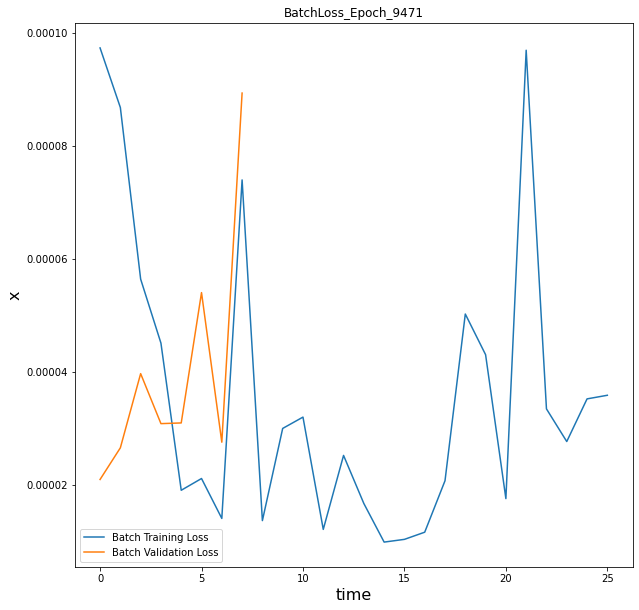 BatchLoss_Epoch_9471
0.00010
0.00008
0.00006
0.00004
0.00002
x
Batch Training Loss
Batch Validation Loss
0 5 10 15 20 25
time